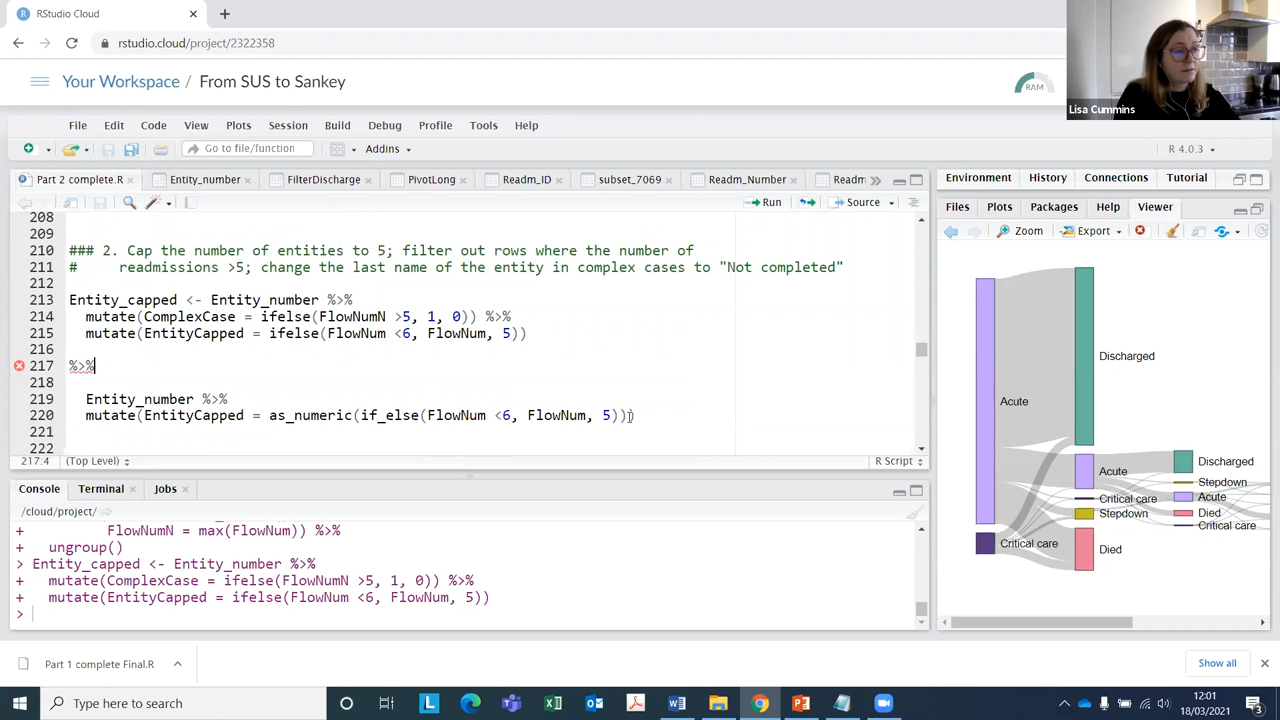 RStudio Cloud
rstudio.cloud/project/2322358
Your Workspace / From SUS to Sankey
RAM
Lisa Cummins
File Edit Code View Plots Session Build Debug Profile Tools Help
Go to file/function
Addins
R 4.0.3
Part 2 complete.R
Entity_number
FilterDischarge
PivotLong
Readm_ID
subset_7069
Readm_Number
Readm
Run
Source
208
209
210 ### 2. Cap the number of entities to 5; filter out rows where the number of
211 # readmissions >5; change the last name of the entity in complex cases to "Not completed"
212
213 Entity_capped <- Entity_number %>%
214 mutate(ComplexCase = ifelse(FlowNumN >5, 1, 0)) %>%
215 mutate(EntityCapped = ifelse(FlowNum <6, FlowNum, 5))
216
217 %>%
218
219 Entity_number %>%
220 mutate(EntityCapped = as_numeric(if_else(FlowNum <6, FlowNum, 5)))
221
222
217:4 (Top Level) R Script
Console Terminal Jobs
/cloud/project/
+ FlowNumN = max(FlowNum)) %>%
+ ungroup()
> Entity_capped <- Entity_number %>%
+ mutate(ComplexCase = ifelse(FlowNumN >5, 1, 0)) %>%
+ mutate(EntityCapped = ifelse(FlowNum <6, FlowNum, 5))
>
Environment History Connections Tutorial
Files Plots Packages Help Viewer
Zoom Export
Acute
Critical care
Discharged
Acute
Critical care
Stepdown
Died
Discharged
Stepdown
Acute
Died
Critical care
Part 1 complete Final.R
Show all
Type here to search
12:01
18/03/2021
3